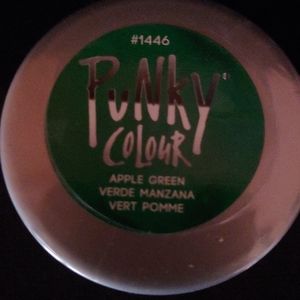 #1446
PUNKY
COLOUR
APPLE GREEN
VERDE MANZANA
VERT POMME